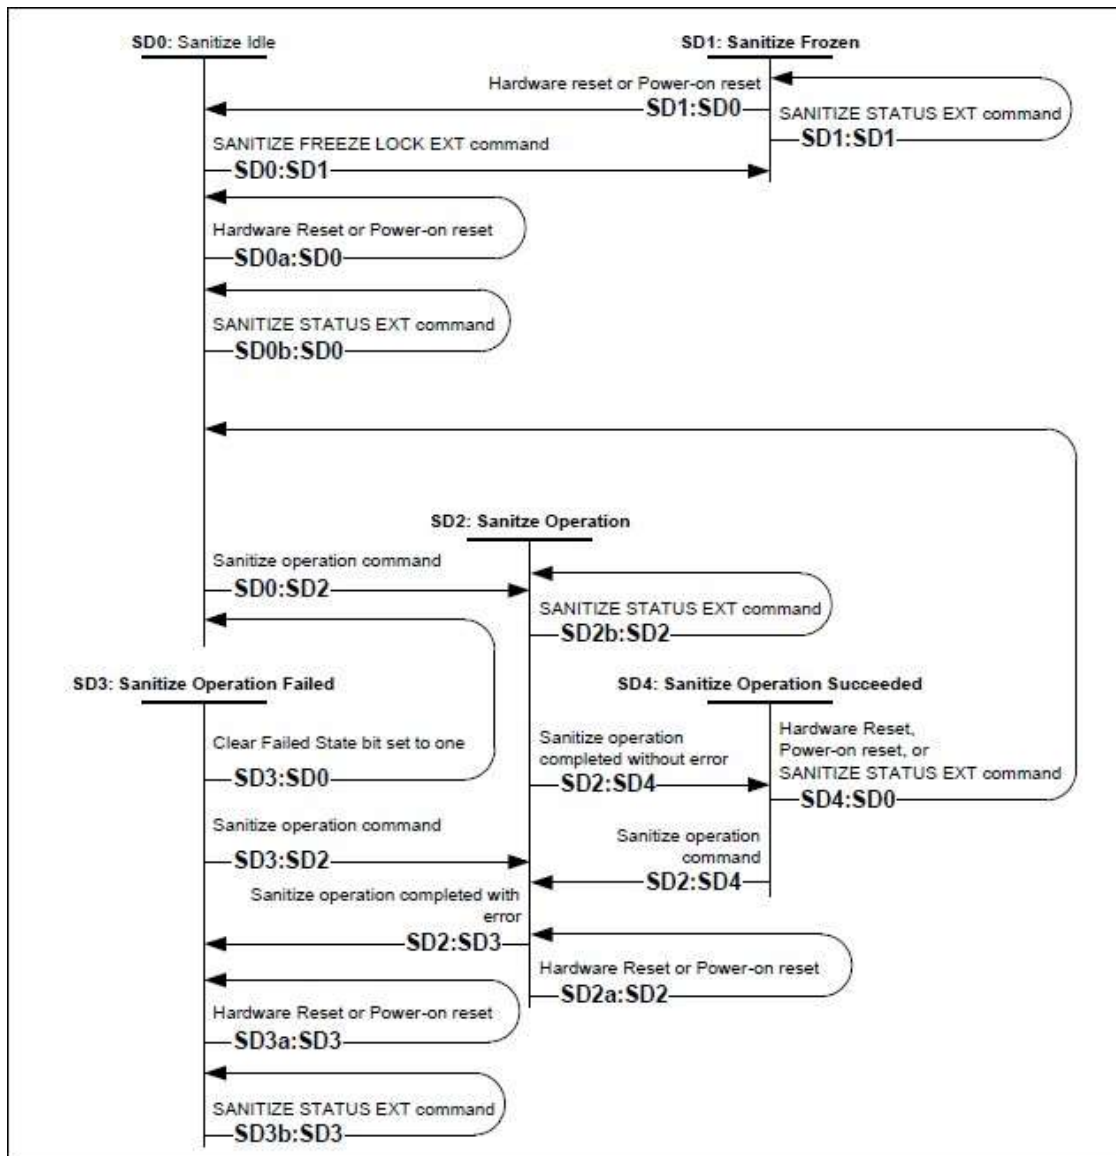 SD0: Sanitize Idle
SD1: Sanitize Frozen
Hardware reset or Power-on reset
SD1:SD0
SANITIZE STATUS EXT command
SD1:SD1
SANITIZE FREEZE LOCK EXT command
SD0:SD1
Hardware Reset or Power-on reset
SD0a:SD0
SANITIZE STATUS EXT command
SD0b:SD0
SD2: Sanitze Operation
Sanitize operation command
SD0:SD2
SANITIZE STATUS EXT command
SD2b:SD2
SD3: Sanitize Operation Failed
SD4: Sanitize Operation Succeeded
Clear Failed State bit set to one
SD3:SD0
Sanitize operation
completed without error
SD2:SD4
Hardware Reset,
Power-on reset, or
SANITIZE STATUS EXT command
SD4:SD0
Sanitize operation command
SD3:SD2
Sanitize operation
command
SD2:SD4
Sanitize operation completed with
error
SD2:SD3
Hardware Reset or Power-on reset
SD2a:SD2
Hardware Reset or Power-on reset
SD3a:SD3
SANITIZE STATUS EXT command
SD3b:SD3